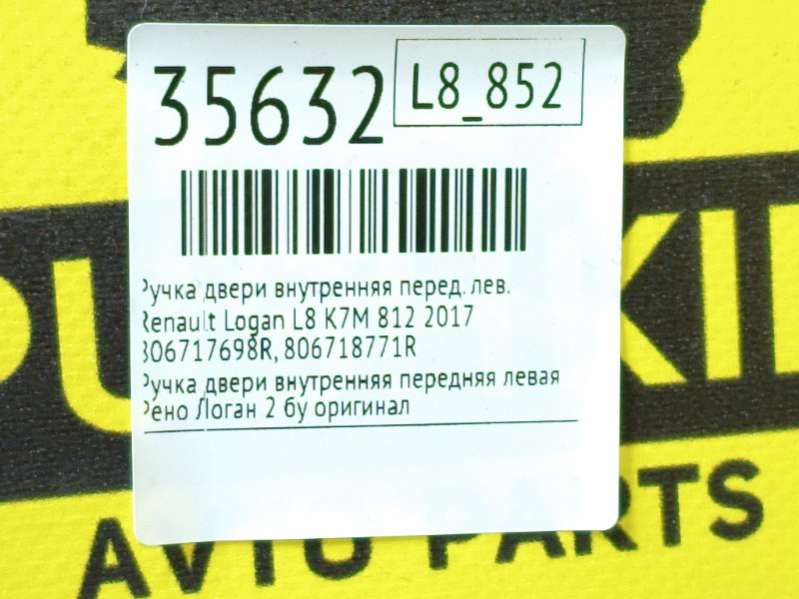 35632
L8_852
Ручка двери внутренняя перед. лев.
Renault Logan L8 K7M 812 2017
806717698R, 806718771R
Ручка двери внутренняя передняя левая
Рено Логан 2 бу оригинал
AVTO PARTS